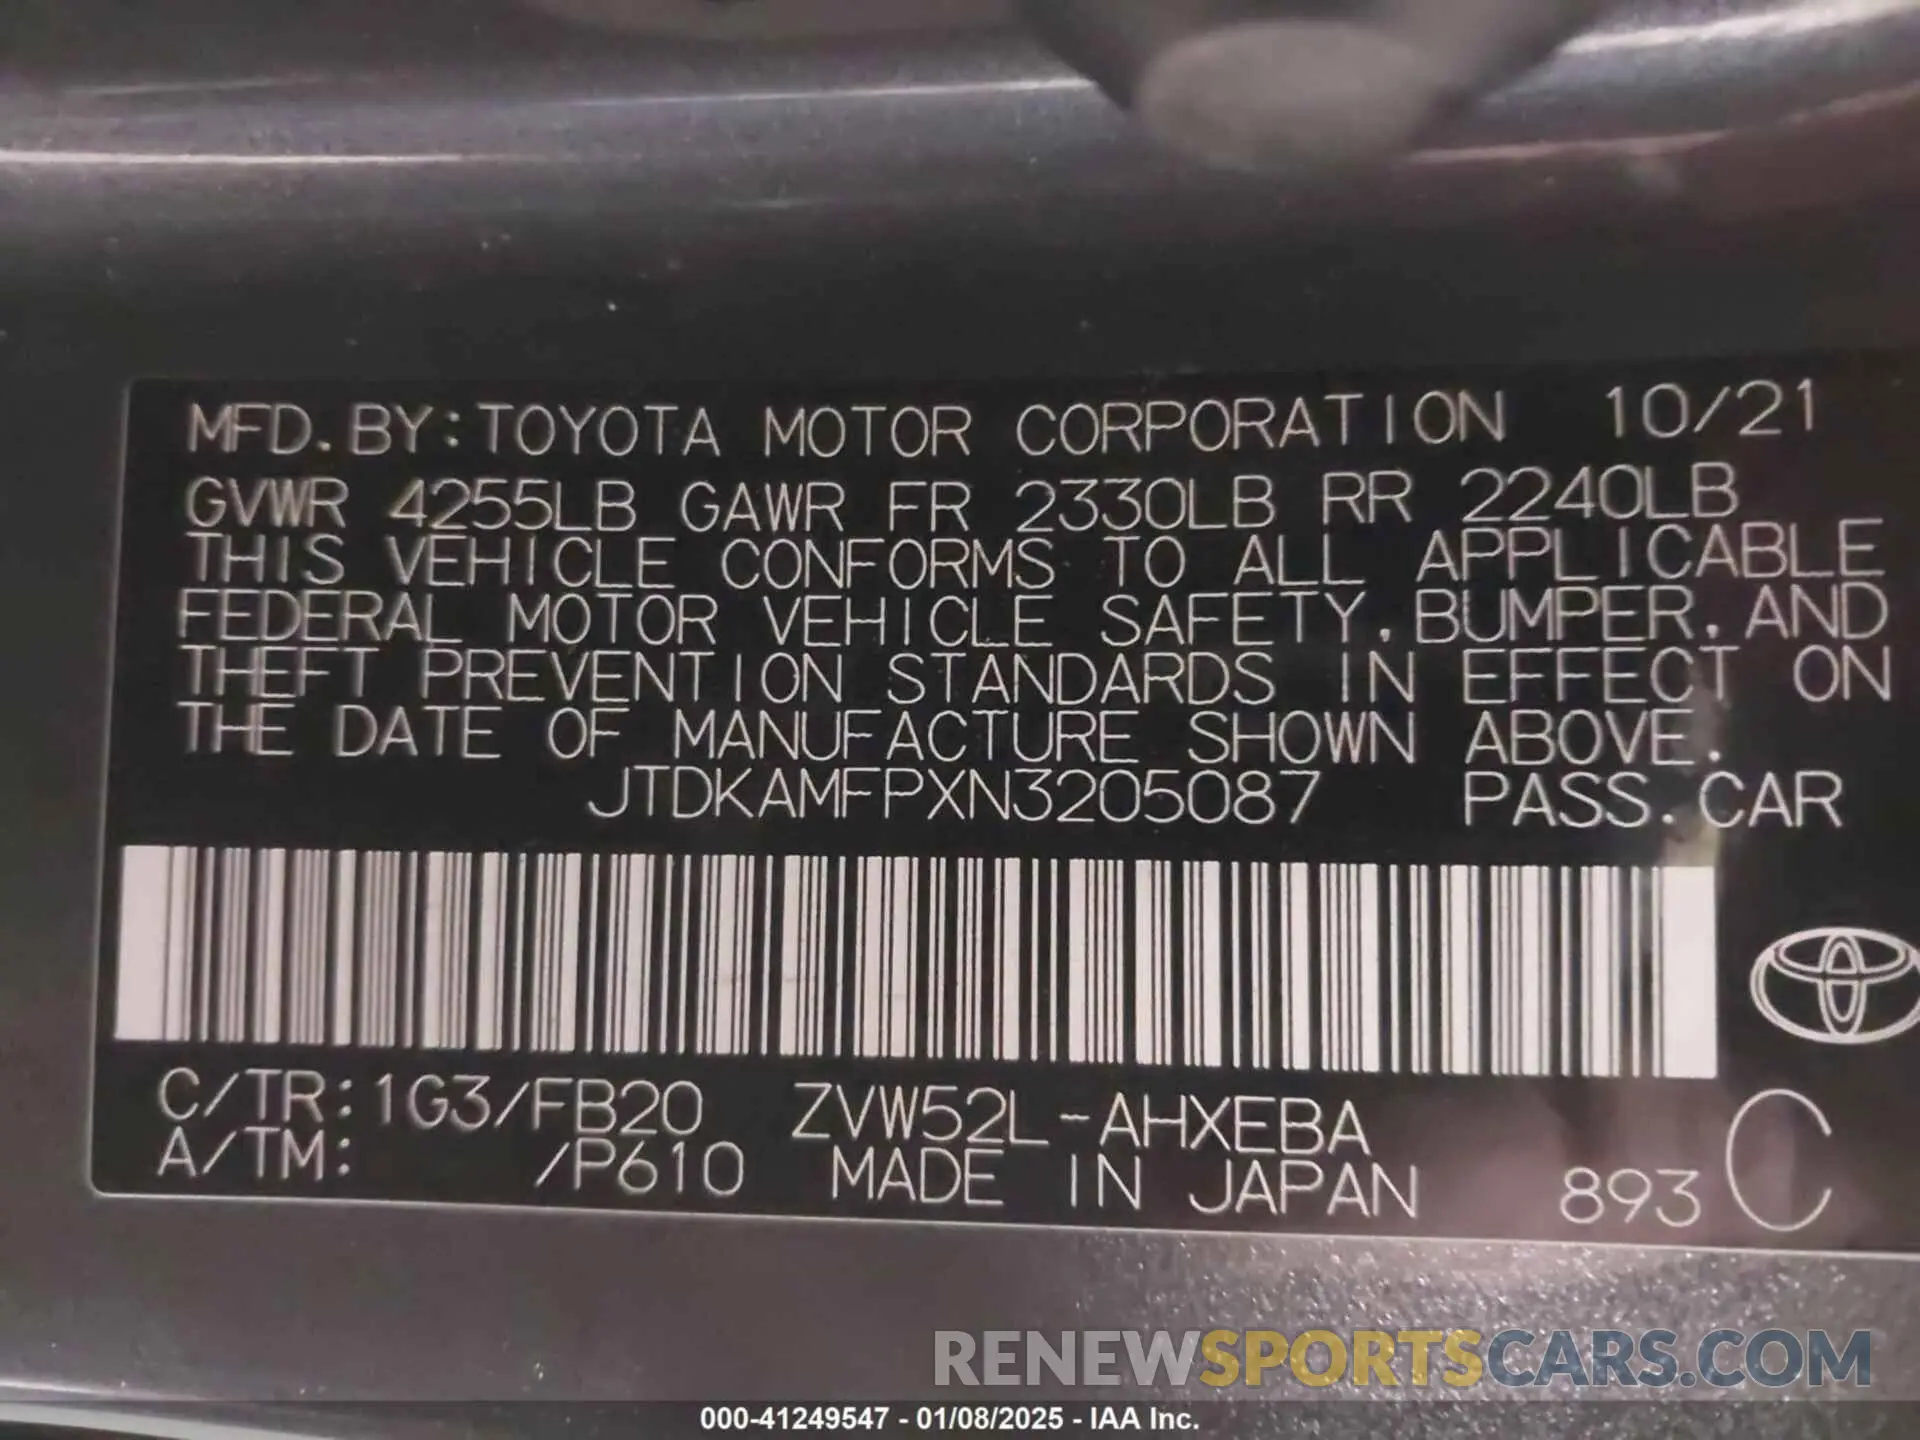 MFD. BY: TOYOTA MOTOR CORPORATION 10/21
GVWR 4255LB GAWR FR 2330LB RR 2240LB
THIS VEHICLE CONFORMS TO ALL APPLICABLE
FEDERAL MOTOR VEHICLE SAFETY, BUMPER, AND
THEFT PREVENTION STANDARDS IN EFFECT ON
THE DATE OF MANUFACTURE SHOWN ABOVE.
JTDKAMFPXN3205087 PASS. CAR
C/TR: 1G3/FB20 ZVW52L-AHXEBA
A/TM: /P610 MADE IN JAPAN 893 C
RENEWSPORTSCARS.COM
000-41249547 - 01/08/2025 - IAA Inc.